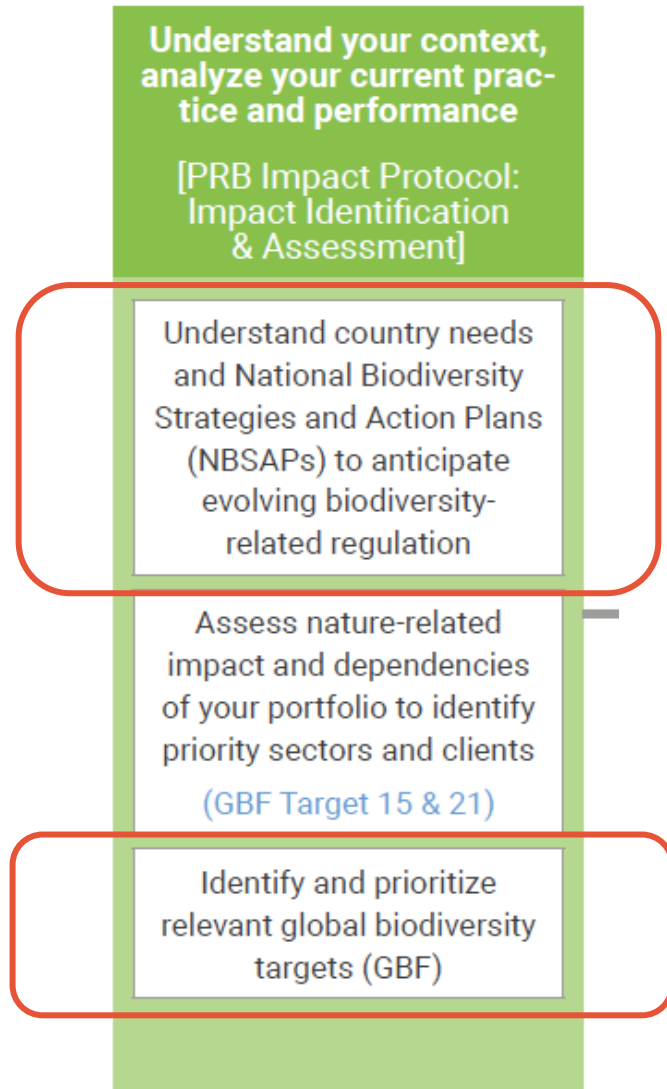 Understand your context,
analyze your current prac-
tice and performance
[PRB Impact Protocol:
Impact Identification
& Assessment]
Understand country needs
and National Biodiversity
Strategies and Action Plans
(NBSAPs) to anticipate
evolving biodiversity-
related regulation
Assess nature-related
impact and dependencies
of your portfolio to identify
priority sectors and clients
(GBF Target 15 & 21)
Identify and prioritize
relevant global biodiversity
targets (GBF)